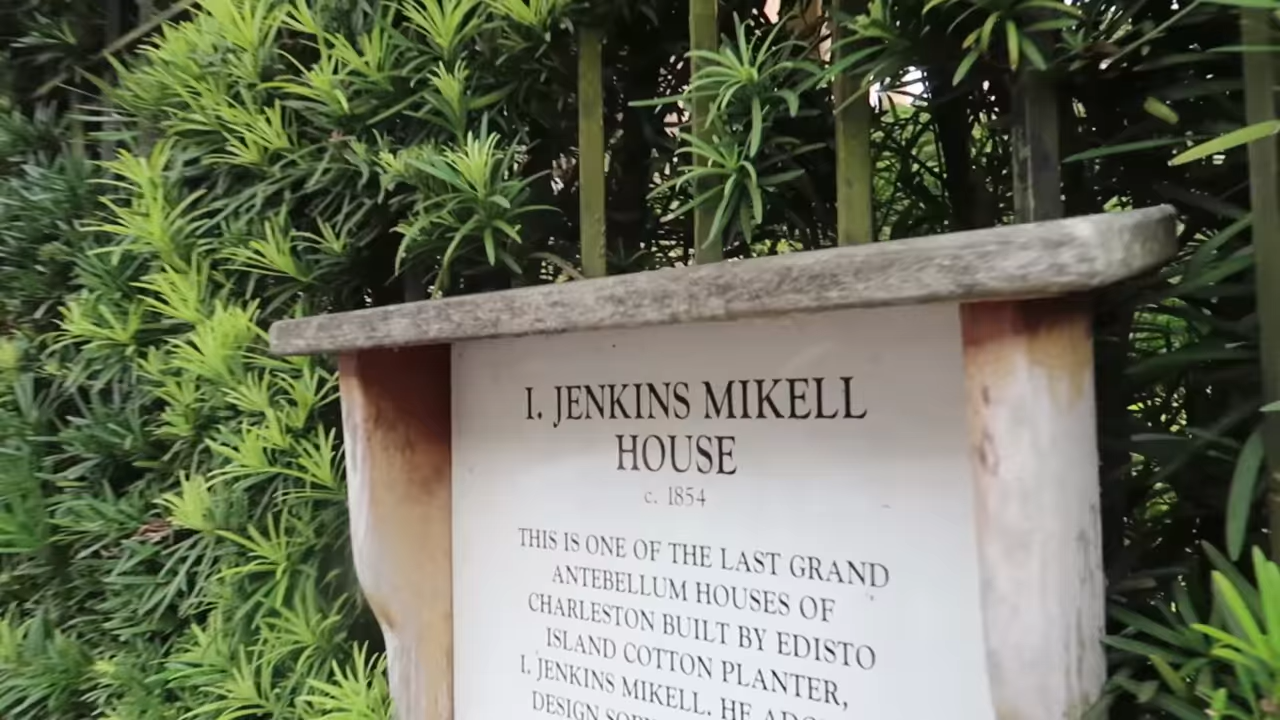 I. JENKINS MIKELL
HOUSE
c. 1854
THIS IS ONE OF THE LAST GRAND
ANTEBELLUM HOUSES OF
CHARLESTON BUILT BY EDISTO
ISLAND COTTON PLANTER,
I. JENKINS MIKELL. HE
DESIGN